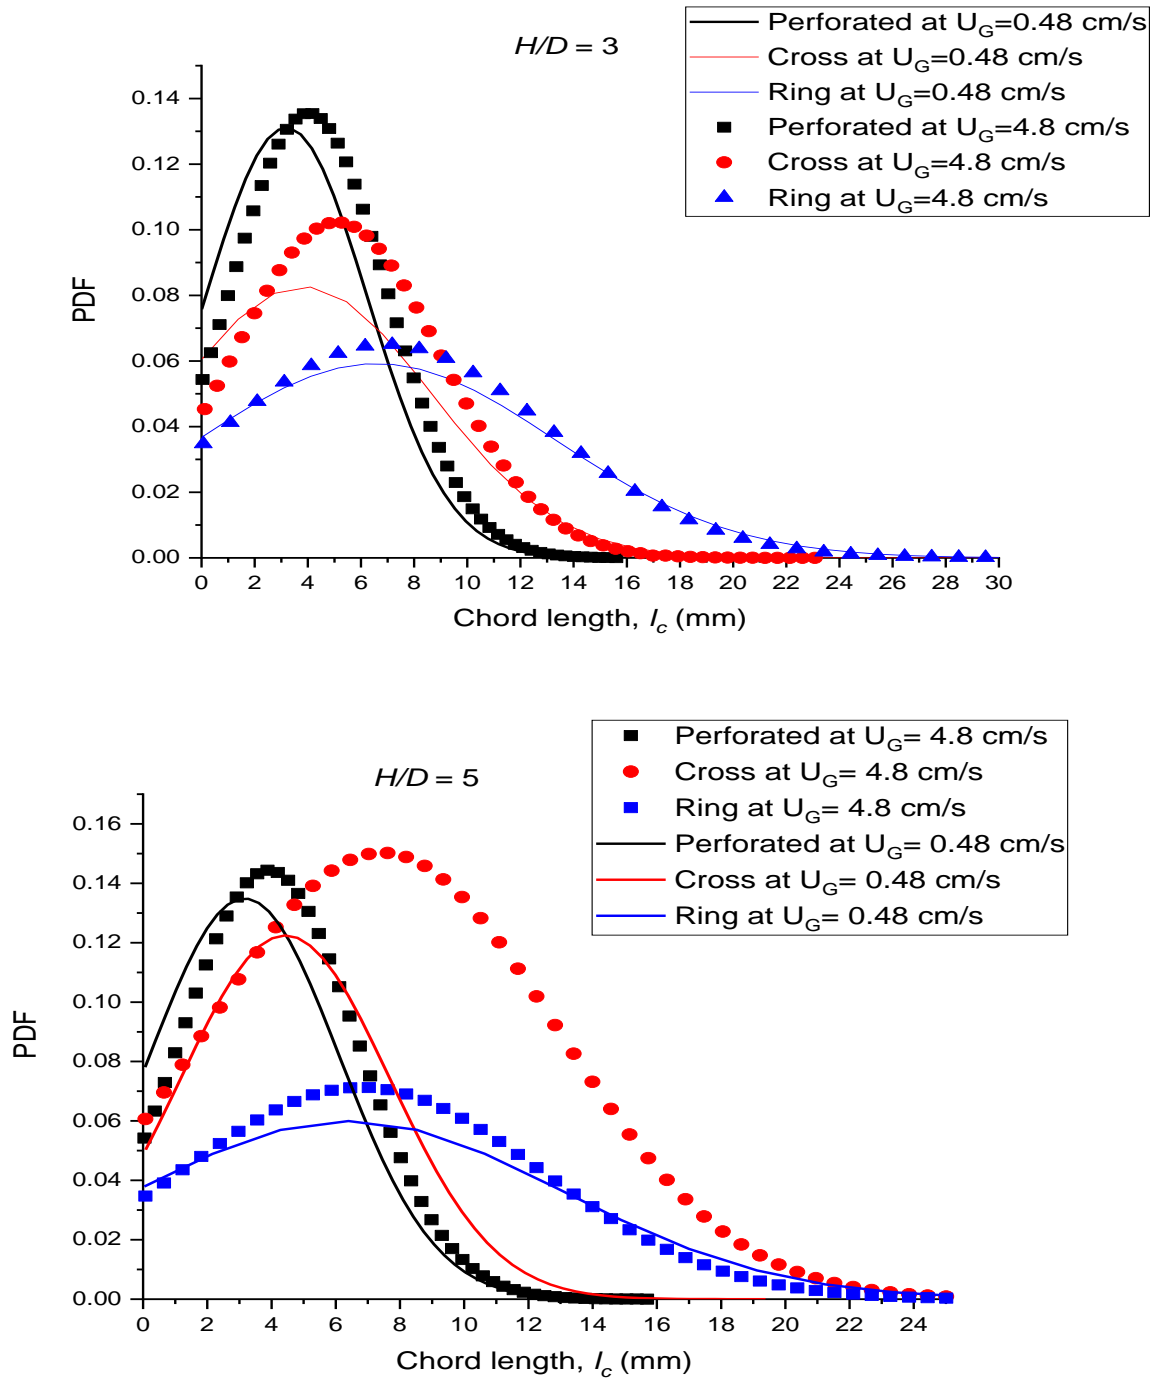 H/D = 3
Perforated at U_G=0.48 cm/s
Cross at U_G=0.48 cm/s
Ring at U_G=0.48 cm/s
Perforated at U_G=4.8 cm/s
Cross at U_G=4.8 cm/s
Ring at U_G=4.8 cm/s
0.14
0.12
0.10
0.08
0.06
0.04
0.02
0.00
PDF
0 2 4 6 8 10 12 14 16 18 20 22 24 26 28 30
Chord length, l_c (mm)
H/D = 5
Perforated at U_G= 4.8 cm/s
Cross at U_G= 4.8 cm/s
Ring at U_G= 4.8 cm/s
Perforated at U_G= 0.48 cm/s
Cross at U_G= 0.48 cm/s
Ring at U_G= 0.48 cm/s
0.16
0.14
0.12
0.10
0.08
0.06
0.04
0.02
0.00
PDF
0 2 4 6 8 10 12 14 16 18 20 22 24
Chord length, l_c (mm)